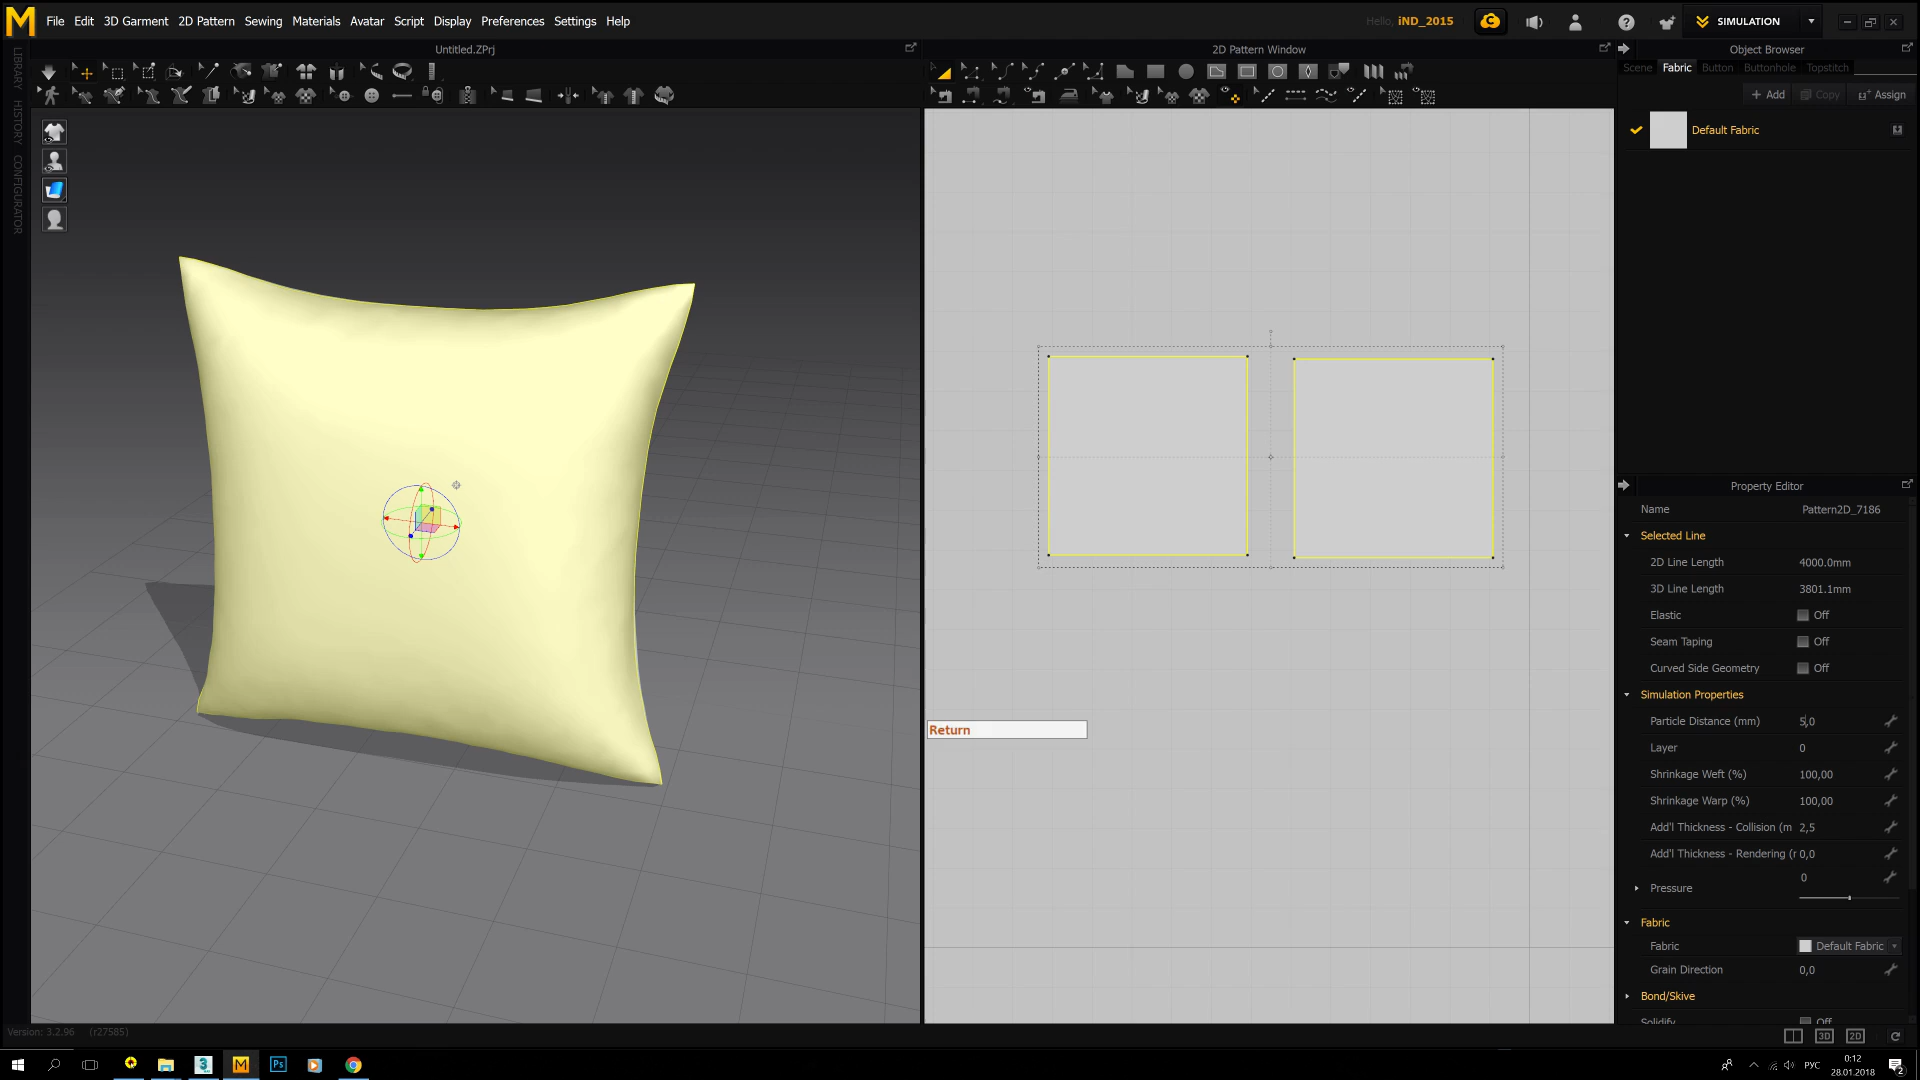 M File Edit 3D Garment 2D Pattern Sewing Materials Avatar Script Display Preferences Settings Help
Hello, iND_2015
SIMULATION
Untitled.ZPrj
2D Pattern Window
Object Browser
Scene Fabric Button Buttonhole Topstitch
+ Add Copy Assign
Default Fabric
LIBRARY
HISTORY
CONFIGURATOR
Property Editor
Name Pattern2D_7186
Selected Line
2D Line Length 4000.0mm
3D Line Length 3801.1mm
Elastic Off
Seam Taping Off
Curved Side Geometry Off
Simulation Properties
Particle Distance (mm) 5,0
Layer 0
Shrinkage Weft (%) 100,00
Shrinkage Warp (%) 100,00
Add'l Thickness - Collision (m 2,5
Add'l Thickness - Rendering (r 0,0
0
Pressure
Fabric
Fabric Default Fabric
Grain Direction 0,0
Bond/Skive
Solidify Off
Return
Version: 3.2.96 (r27585)
3D 2D
3 M Ps
РУС
0:12
28.01.2018
2